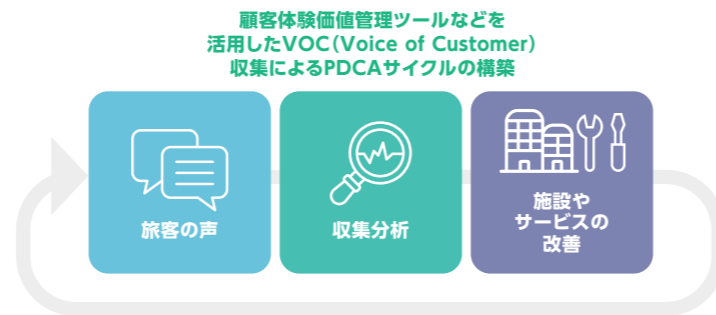 顧客体験価値管理ツールなどを
活用したVOC(Voice of Customer)
収集によるPDCAサイクルの構築
旅客の声
収集分析
施設や
サービスの
改善